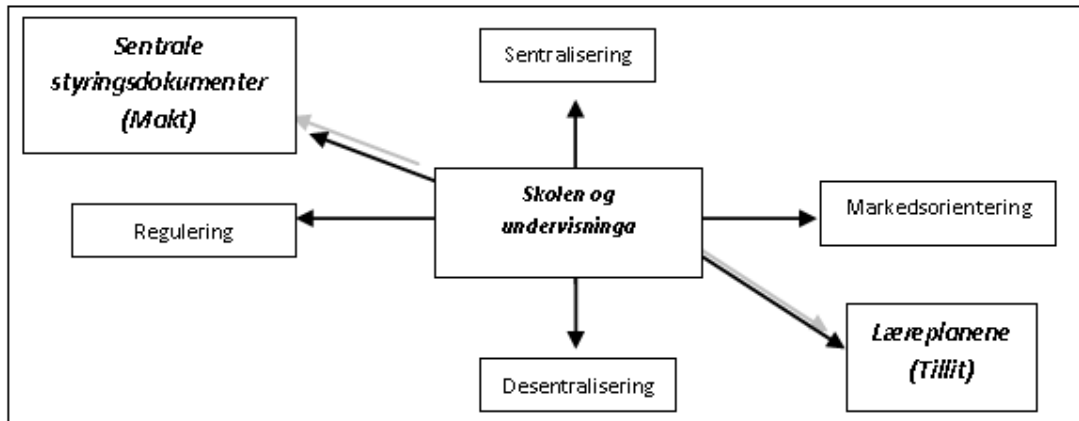 Sentrale
styringsdokumenter
(Makt)
Sentralisering
Skolen og
undervisninga
Regulering
Markedsorientering
Læreplanene
(Tillit)
Desentralisering